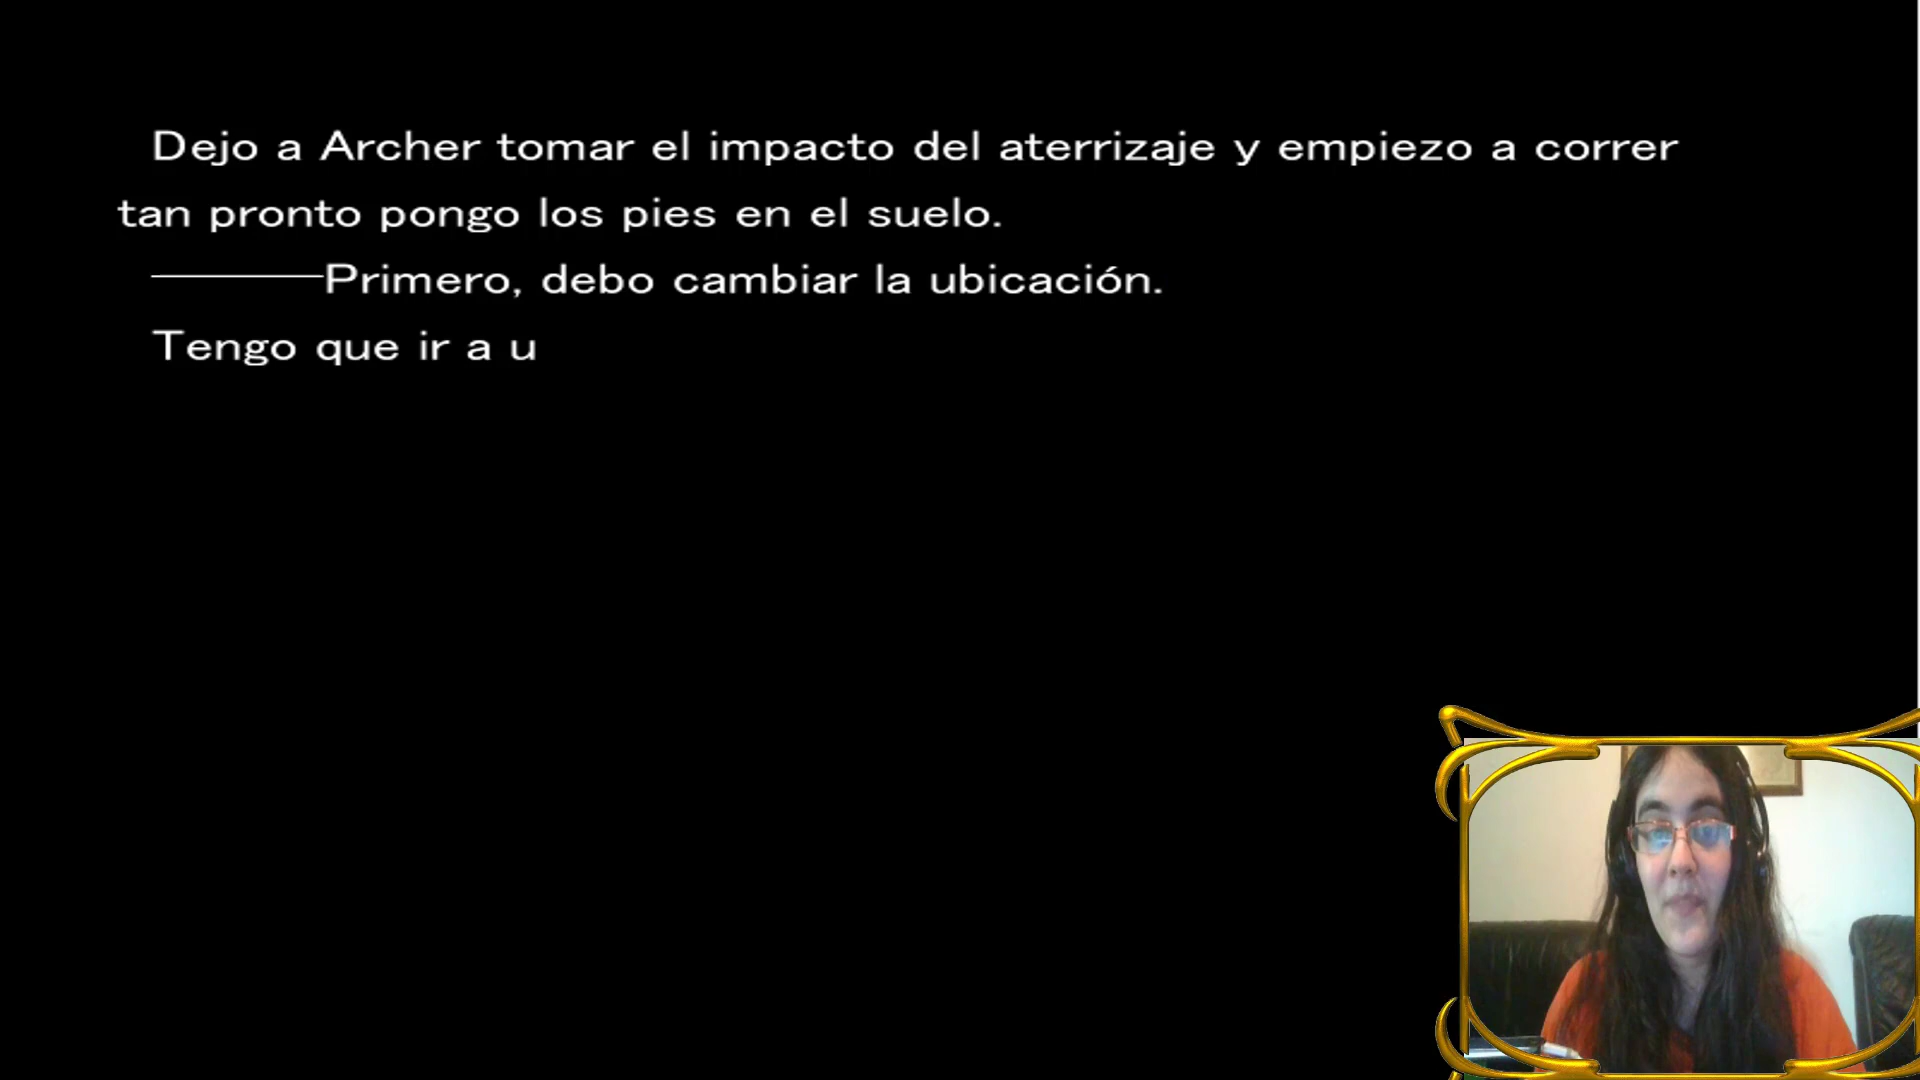 Dejo a Archer tomar el impacto del aterrizaje y empiezo a correr
tan pronto pongo los pies en el suelo.
―――――Primero, debo cambiar la ubicación.
Tengo que ir a u